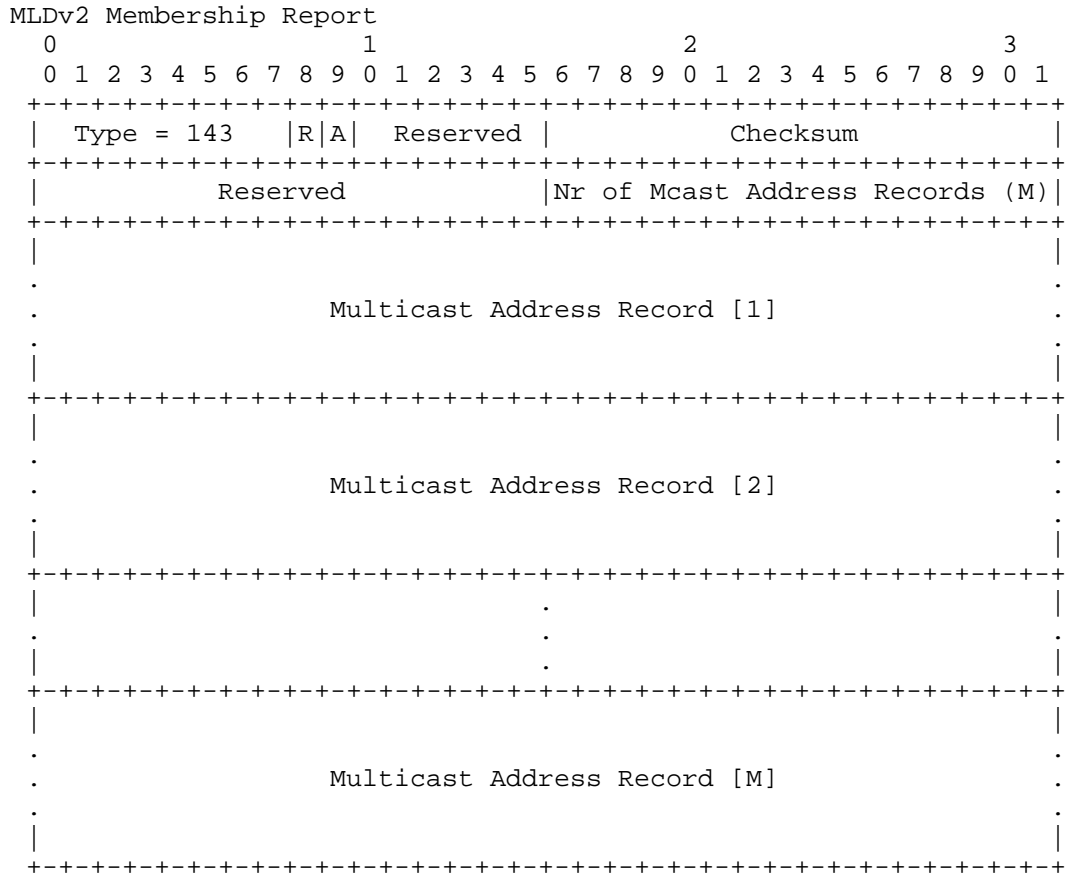 MLDv2 Membership Report
  0                   1                   2                   3
  0 1 2 3 4 5 6 7 8 9 0 1 2 3 4 5 6 7 8 9 0 1 2 3 4 5 6 7 8 9 0 1
 +-+-+-+-+-+-+-+-+-+-+-+-+-+-+-+-+-+-+-+-+-+-+-+-+-+-+-+-+-+-+-+-+
 |  Type = 143   |R|A|  Reserved |           Checksum            |
 +-+-+-+-+-+-+-+-+-+-+-+-+-+-+-+-+-+-+-+-+-+-+-+-+-+-+-+-+-+-+-+-+
 |           Reserved            |Nr of Mcast Address Records (M)|
 +-+-+-+-+-+-+-+-+-+-+-+-+-+-+-+-+-+-+-+-+-+-+-+-+-+-+-+-+-+-+-+-+
 |                                                               |
 .                                                               .
 .                  Multicast Address Record [1]                 .
 .                                                               .
 |                                                               |
 +-+-+-+-+-+-+-+-+-+-+-+-+-+-+-+-+-+-+-+-+-+-+-+-+-+-+-+-+-+-+-+-+
 |                                                               |
 .                                                               .
 .                  Multicast Address Record [2]                 .
 .                                                               .
 |                                                               |
 +-+-+-+-+-+-+-+-+-+-+-+-+-+-+-+-+-+-+-+-+-+-+-+-+-+-+-+-+-+-+-+-+
 |                               .                               |
 .                               .                               .
 |                               .                               |
 +-+-+-+-+-+-+-+-+-+-+-+-+-+-+-+-+-+-+-+-+-+-+-+-+-+-+-+-+-+-+-+-+
 |                                                               |
 .                                                               .
 .                  Multicast Address Record [M]                 .
 .                                                               .
 |                                                               |
 +-+-+-+-+-+-+-+-+-+-+-+-+-+-+-+-+-+-+-+-+-+-+-+-+-+-+-+-+-+-+-+-+